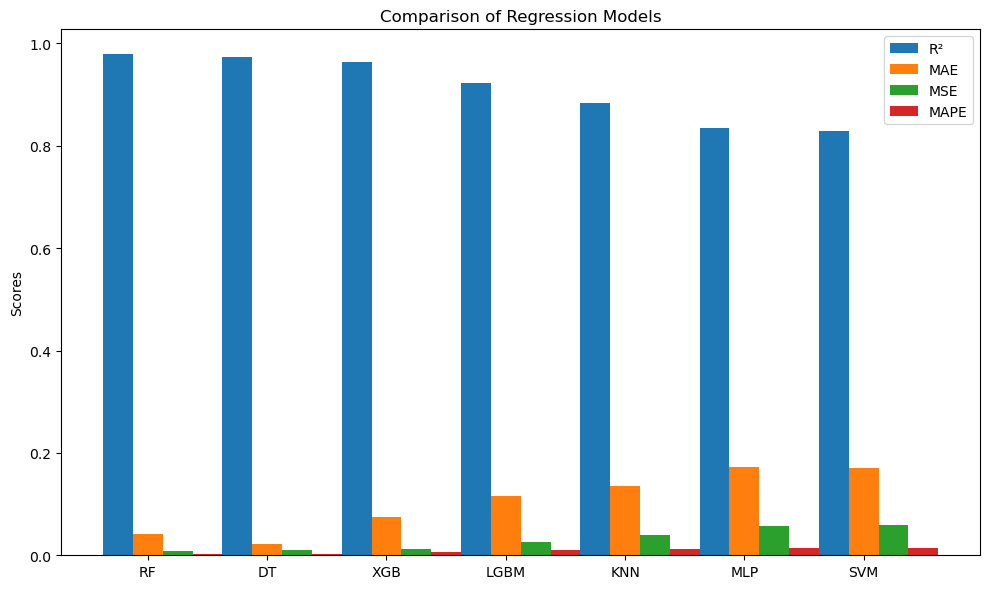 Comparison of Regression Models
R²
MAE
MSE
MAPE
Scores
1.0
0.8
0.6
0.4
0.2
0.0
RF DT XGB LGBM KNN MLP SVM